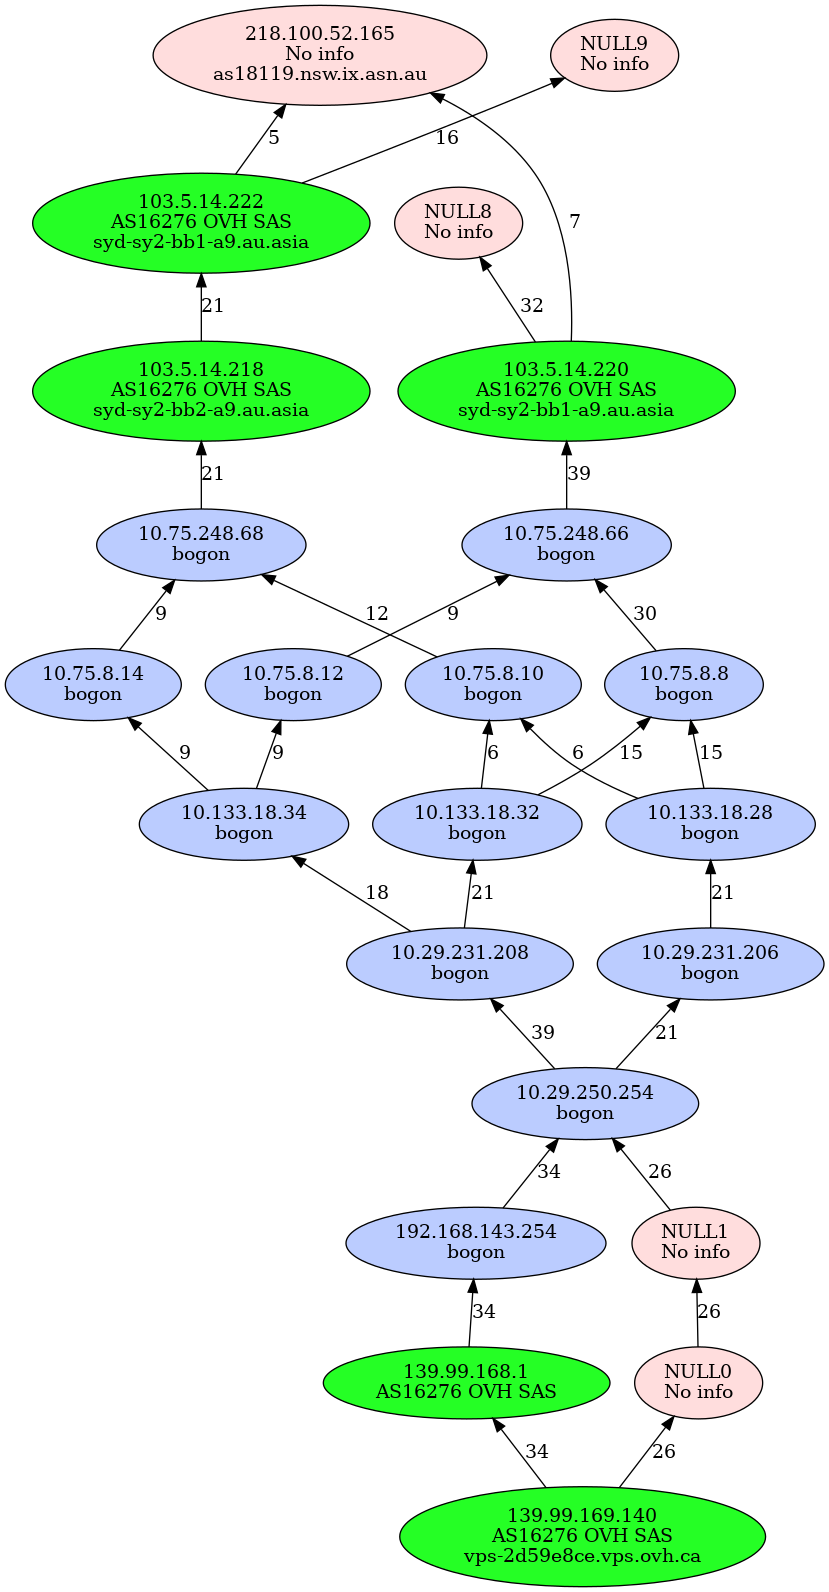 218.100.52.165
No info
as18119.nsw.ix.asn.au
NULL9
No info
5
16
103.5.14.222
AS16276 OVH SAS
syd-sy2-bb1-a9.au.asia
NULL8
No info
7
21
32
103.5.14.218
AS16276 OVH SAS
syd-sy2-bb2-a9.au.asia
103.5.14.220
AS16276 OVH SAS
syd-sy2-bb1-a9.au.asia
21
39
10.75.248.68
bogon
10.75.248.66
bogon
9
12
9
30
10.75.8.14
bogon
10.75.8.12
bogon
10.75.8.10
bogon
10.75.8.8
bogon
9
9
6
6
15
15
10.133.18.34
bogon
10.133.18.32
bogon
10.133.18.28
bogon
18
21
21
10.29.231.208
bogon
10.29.231.206
bogon
39
21
10.29.250.254
bogon
34
26
192.168.143.254
bogon
NULL1
No info
34
26
139.99.168.1
AS16276 OVH SAS
NULL0
No info
34
26
139.99.169.140
AS16276 OVH SAS
vps-2d59e8ce.vps.ovh.ca